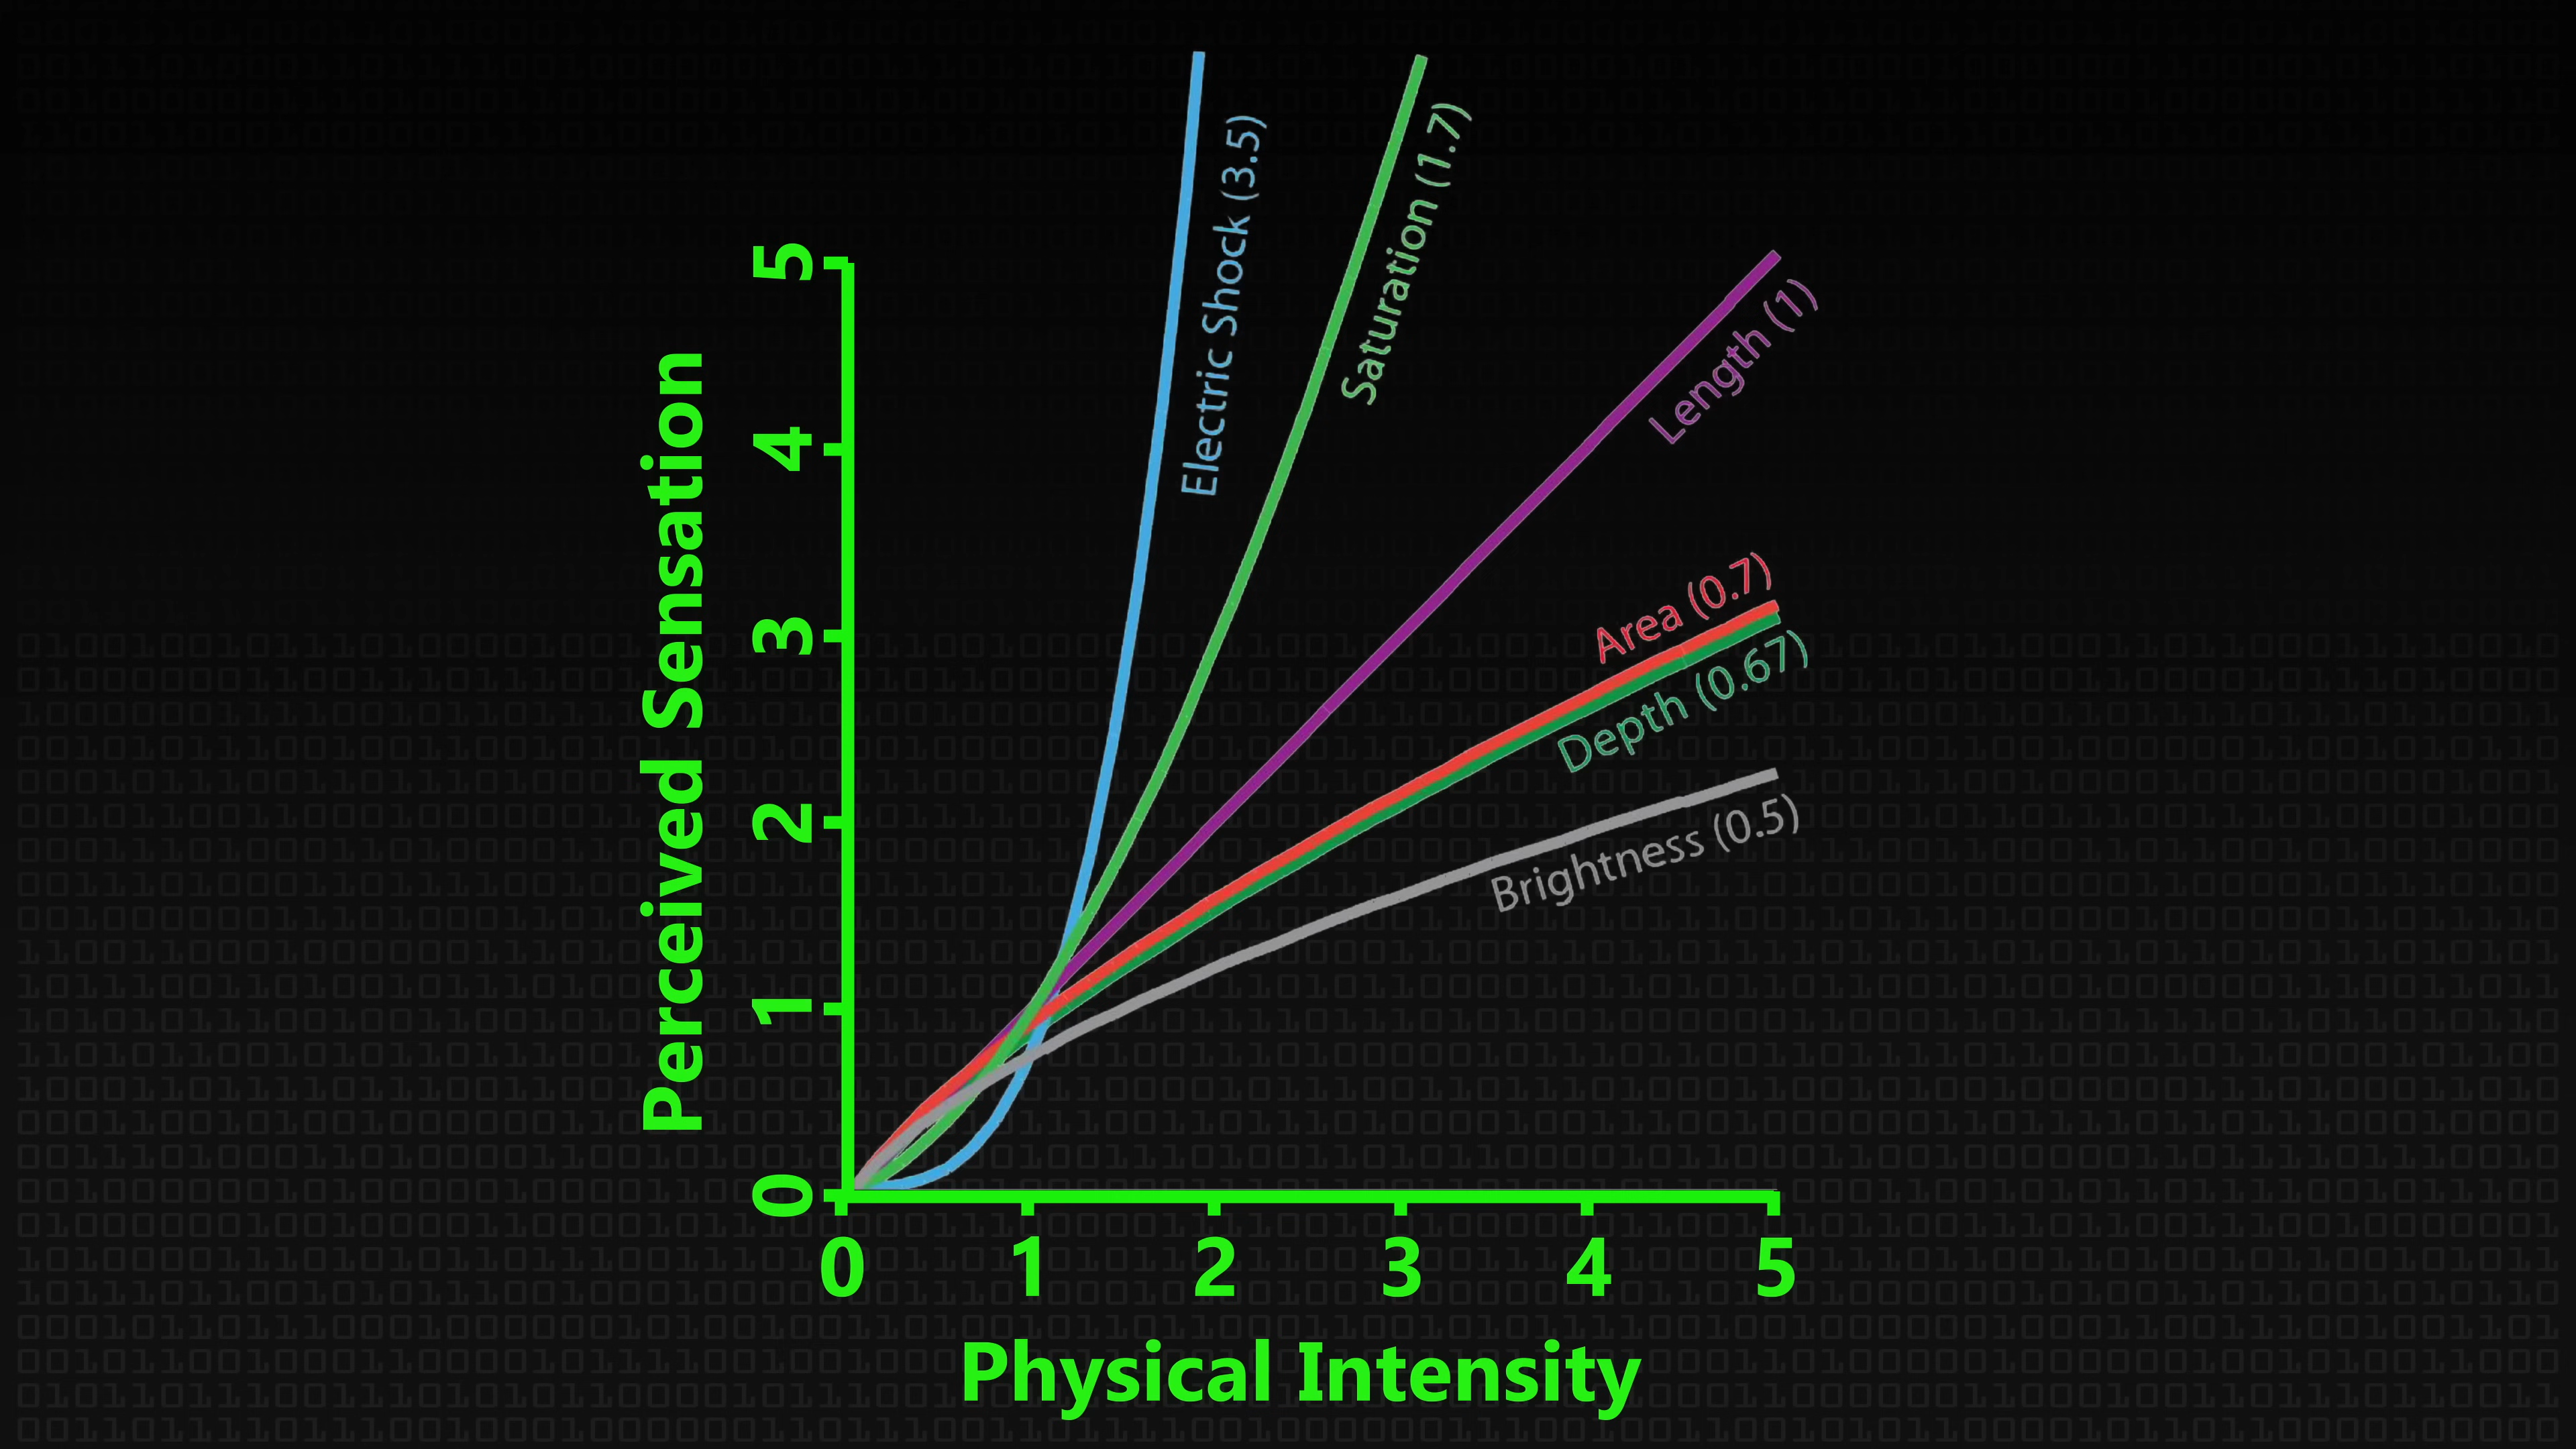 Electric Shock (3.5)
Saturation (1.7)
Length (1)
Area (0.7)
Depth (0.67)
Brightness (0.5)
Perceived Sensation
5
4
3
2
1
0
0 1 2 3 4 5
Physical Intensity